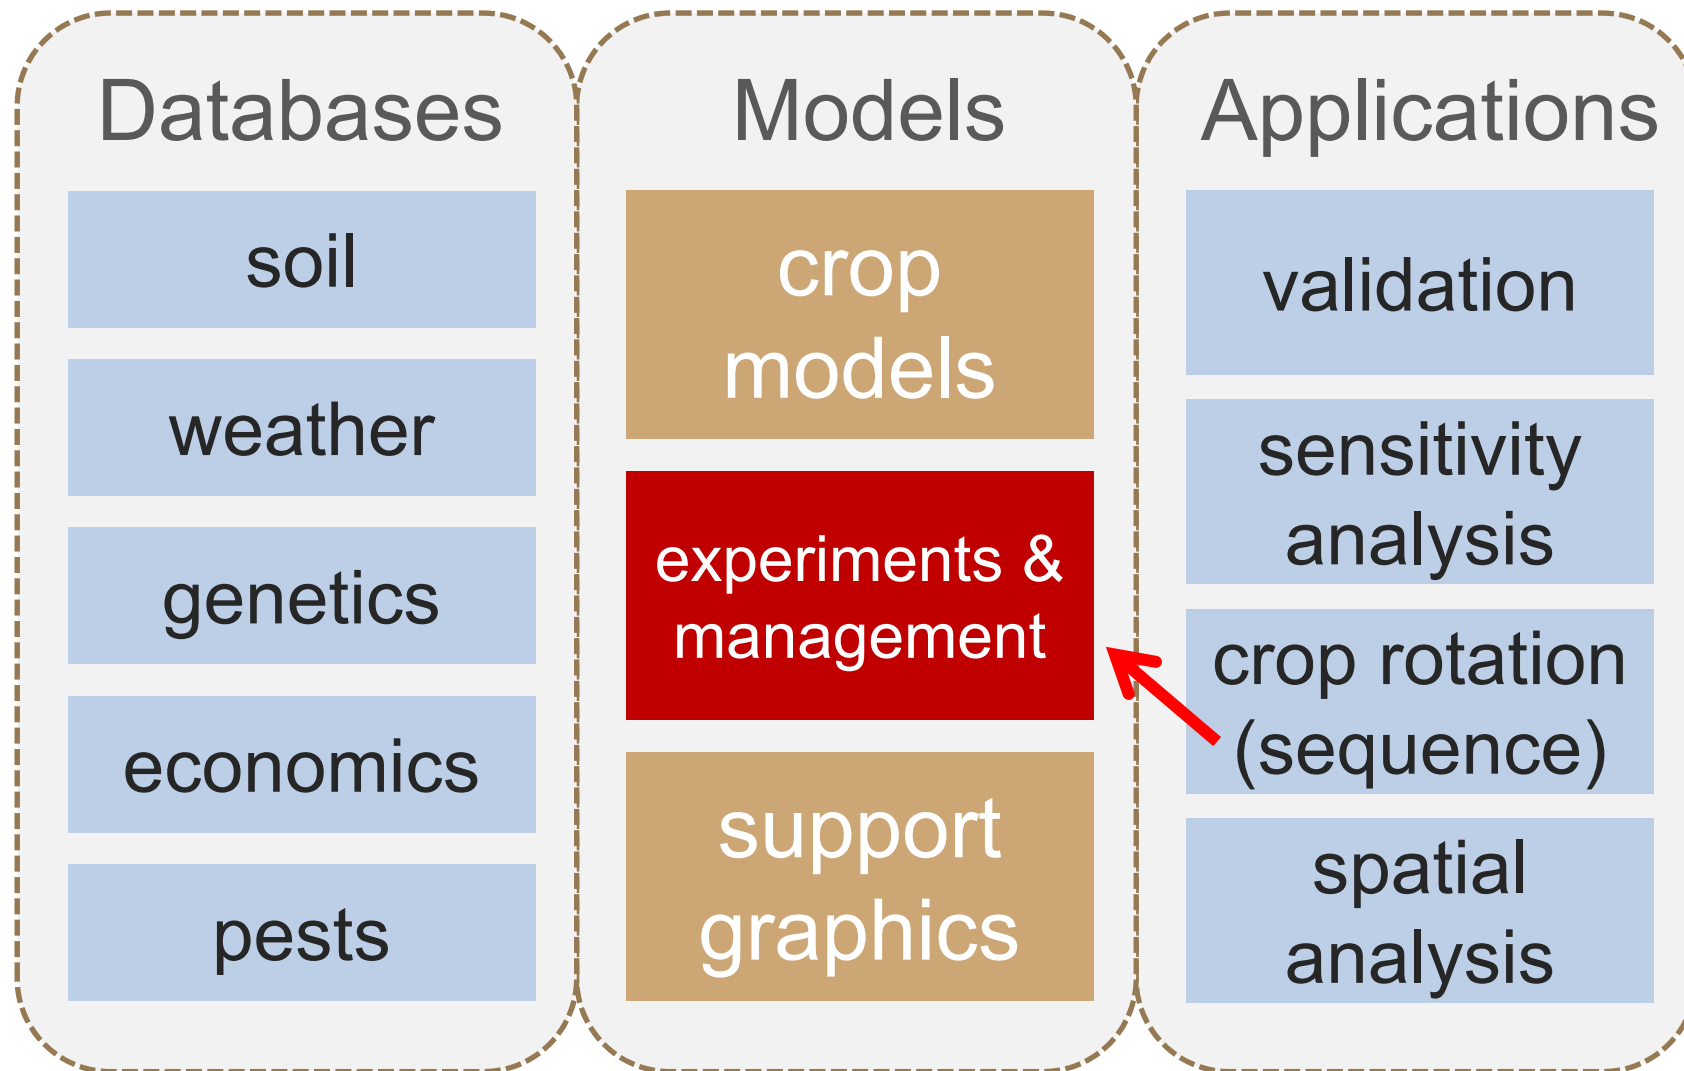 Databases
soil
weather
genetics
economics
pests
Models
crop
models
experiments &
management
support
graphics
Applications
validation
sensitivity
analysis
crop rotation
(sequence)
spatial
analysis